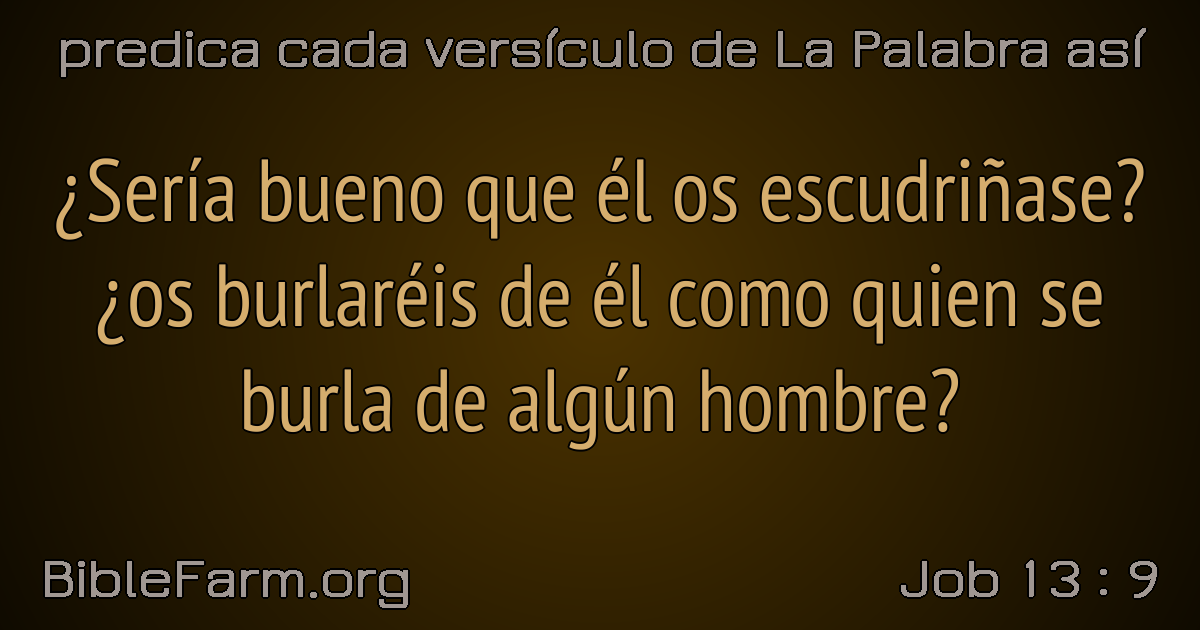 predica cada versículo de La Palabra así
¿Sería bueno que él os escudriñase?
¿os burlaréis de él como quien se
burla de algún hombre?
BibleFarm.org
Job 13 : 9